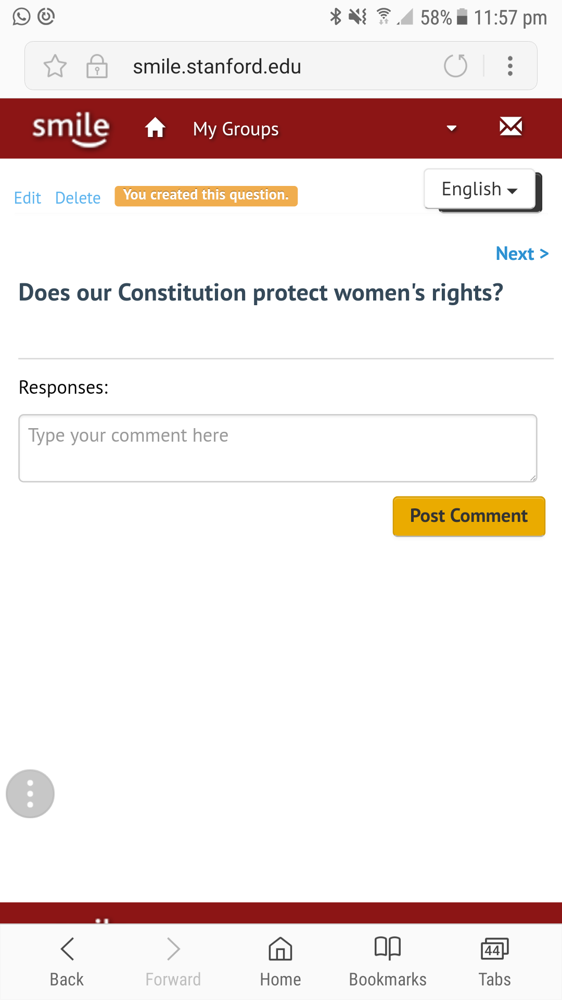 58% 11:57 pm
smile.stanford.edu
smile My Groups
Edit Delete You created this question. English
Next >
Does our Constitution protect women's rights?
Responses:
Type your comment here
Post Comment
44
Back Forward Home Bookmarks Tabs